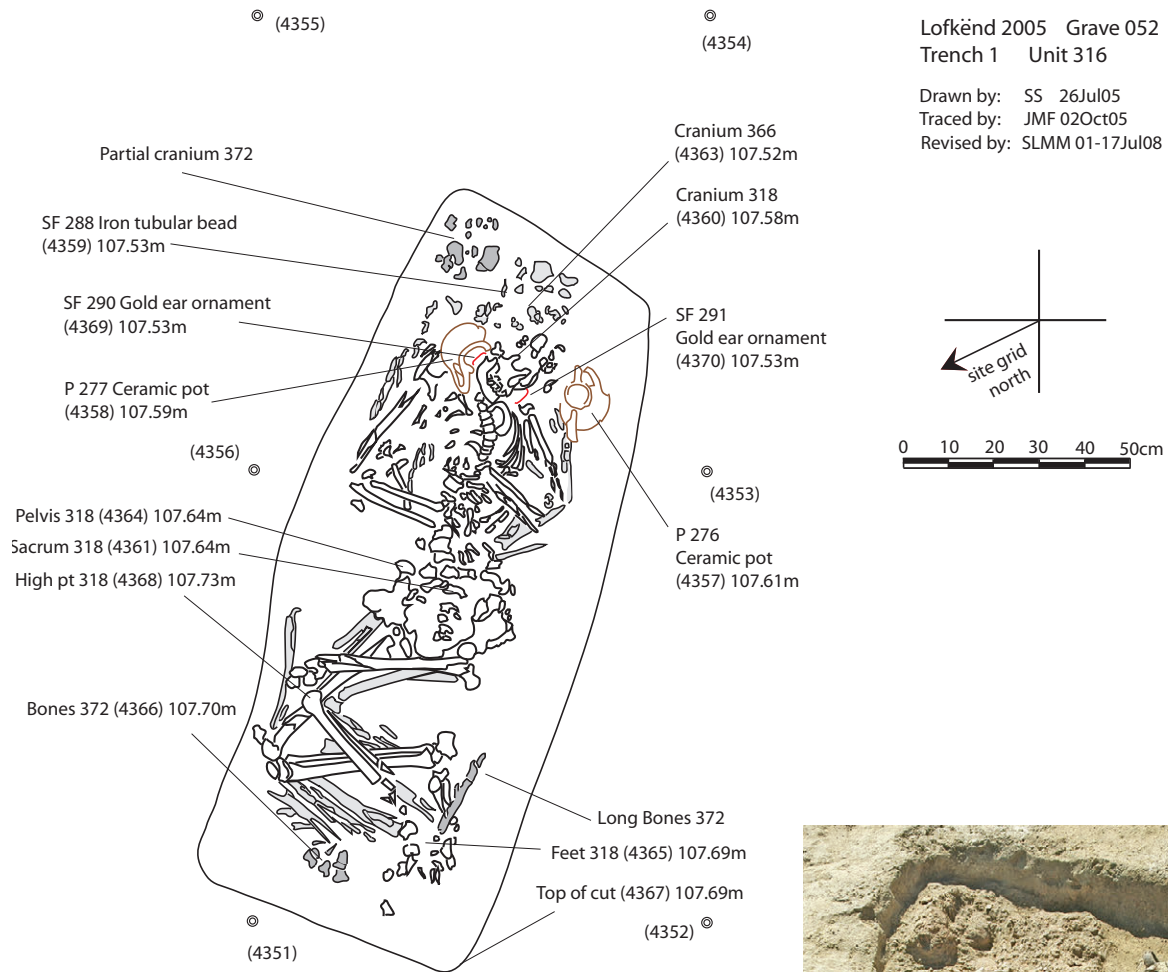 (4355)
(4354)
Lofkënd 2005 Grave 052
Trench 1 Unit 316
Drawn by: SS 26Jul05
Traced by: JMF 02Oct05
Revised by: SLMM 01-17Jul08
Partial cranium 372
Cranium 366
(4363) 107.52m
SF 288 Iron tubular bead
(4359) 107.53m
Cranium 318
(4360) 107.58m
SF 290 Gold ear ornament
(4369) 107.53m
SF 291
Gold ear ornament
(4370) 107.53m
site grid
north
P 277 Ceramic pot
(4358) 107.59m
0 10 20 30 40 50cm
(4356)
(4353)
Pelvis 318 (4364) 107.64m
Sacrum 318 (4361) 107.64m
High pt 318 (4368) 107.73m
P 276
Ceramic pot
(4357) 107.61m
Bones 372 (4366) 107.70m
Long Bones 372
Feet 318 (4365) 107.69m
Top of cut (4367) 107.69m
(4351)
(4352)